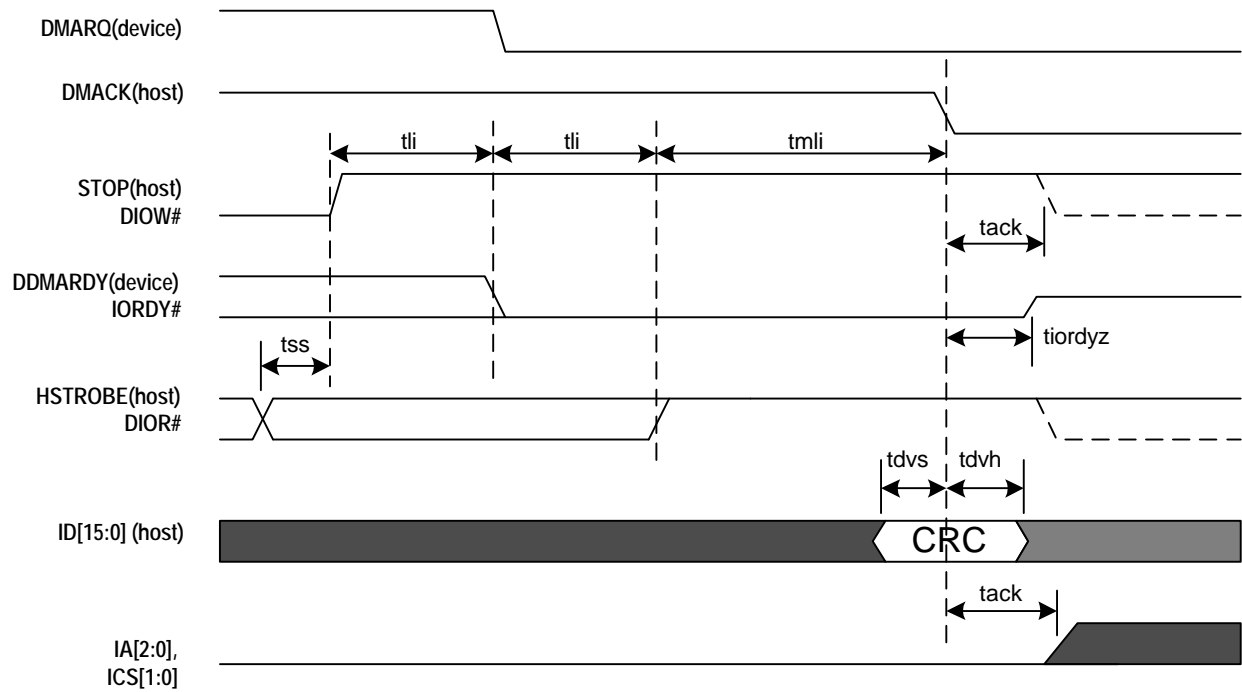 DMARQ(device)
DMACK(host)
tli
tli
tmli
STOP(host)
DIOW#
tack
DDMARDY(device)
IORDY#
tss
tiordyz
HSTROBE(host)
DIOR#
tdvs
tdvh
ID[15:0] (host)
CRC
tack
IA[2:0],
ICS[1:0]